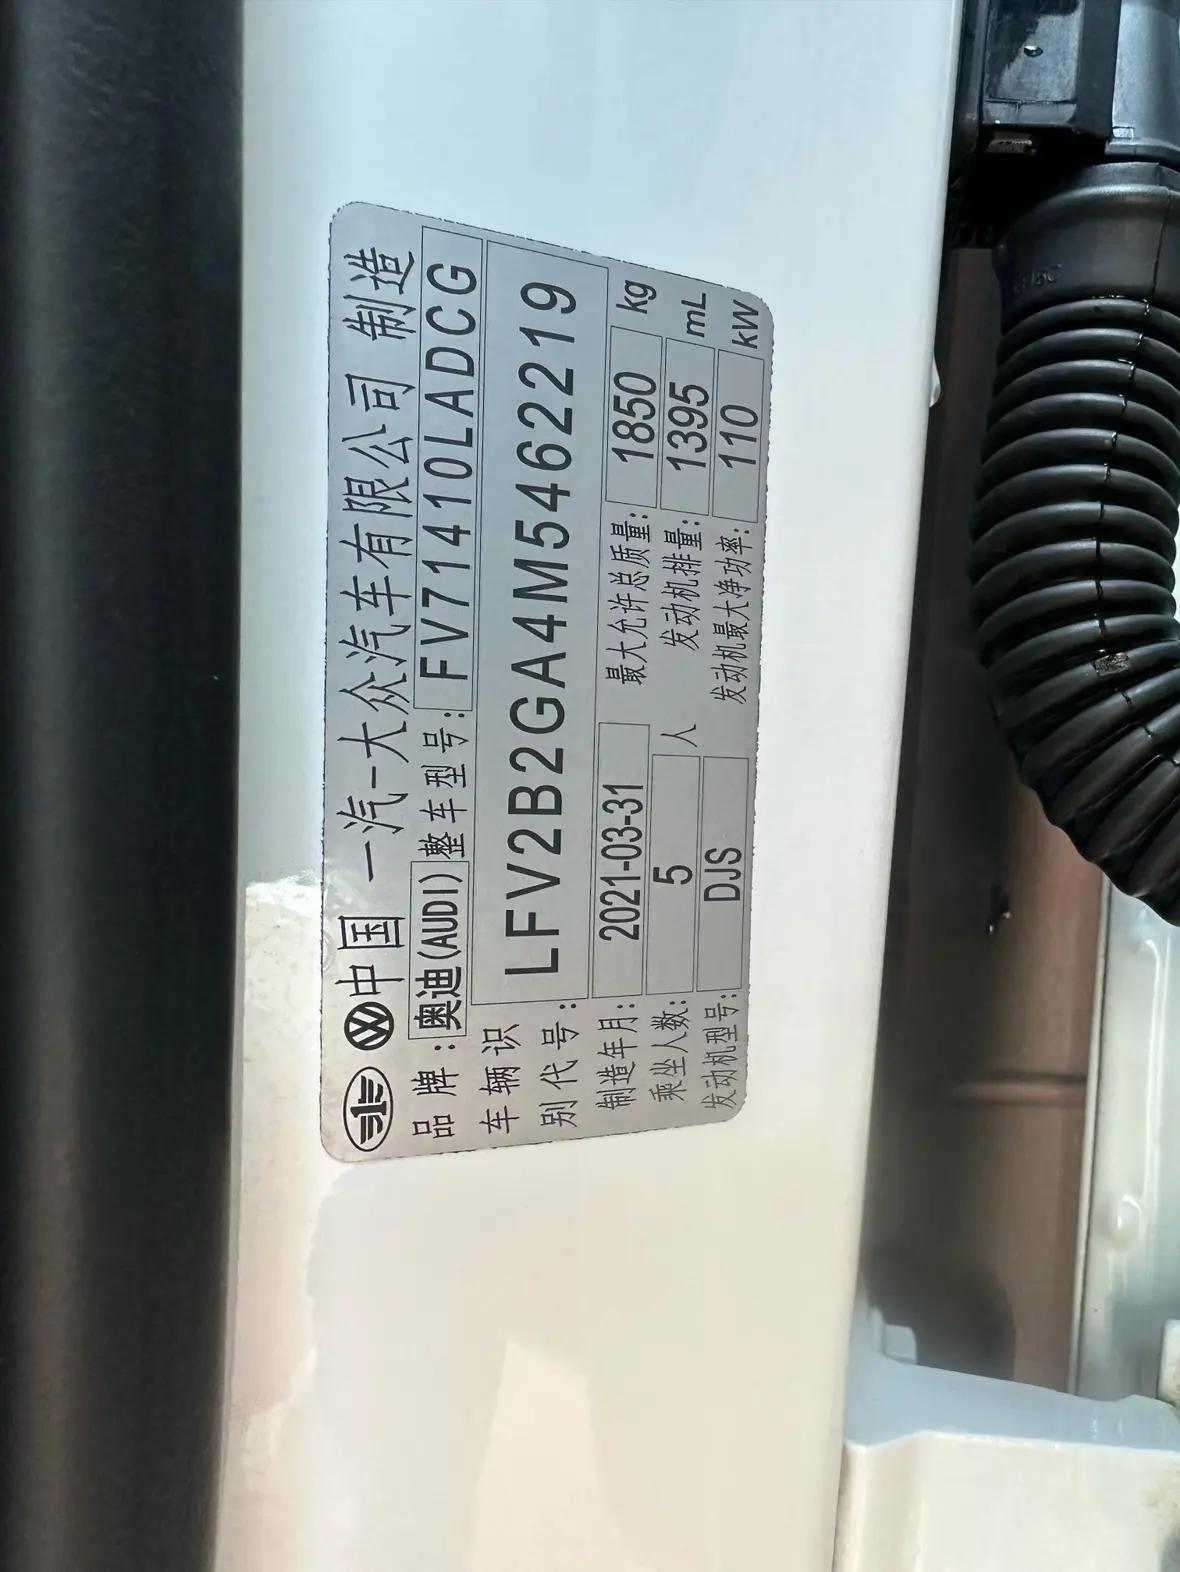 中国 一汽-大众汽车有限公司 制造
品牌: 奥迪(AUDI) 整车型号: FV71410LADCG
车辆识别代号: LFV2B2GA4M5462219
制造年月: 2021-03-31 最大允许总质量: 1850 kg
乘坐人数: 5 人 发动机排量: 1395 mL
发动机型号: DJS 发动机最大净功率: 110 kW